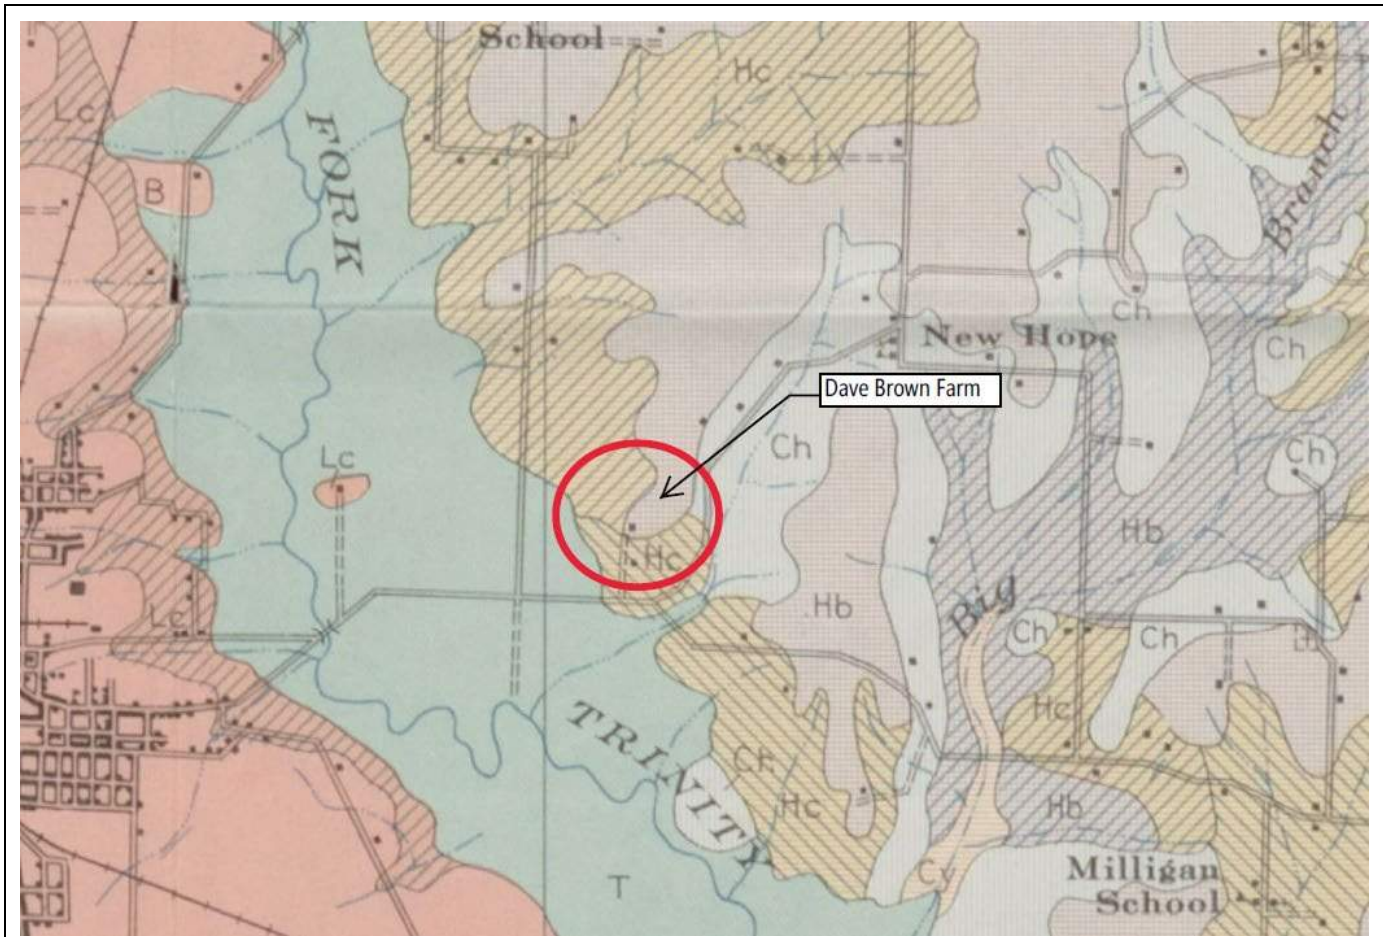 School
Hc
Lc
FORK
Branch
B
Ch
New Hope
Ch
Dave Brown Farm
Ch
Ch
Lc
Hb
Hc
Big
Lc
Hb
Ch
Ch
Hc
TRINITY
Ch
Hc
Hb
Milligan
School
Cy
T